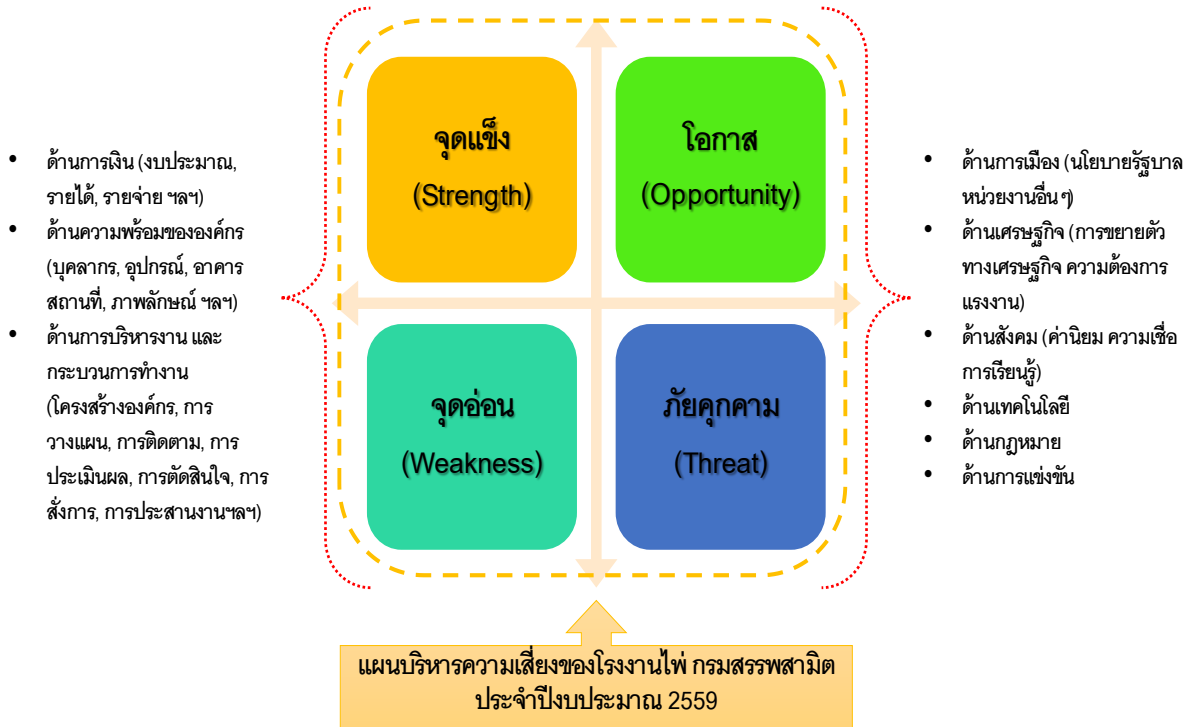 • ด้านการเงิน (งบประมาณ,
รายได้, รายจ่าย ฯลฯ)
• ด้านความพร้อมขององค์กร
(บุคลากร, อุปกรณ์, อาคาร
สถานที่, ภาพลักษณ์ ฯลฯ)
• ด้านการบริหารงาน และ
กระบวนการทำงาน
(โครงสร้างองค์กร, การ
วางแผน, การติดตาม, การ
ประเมินผล, การตัดสินใจ, การ
สั่งการ, การประสานงานฯลฯ)
จุดแข็ง
(Strength)
โอกาส
(Opportunity)
จุดอ่อน
(Weakness)
ภัยคุกคาม
(Threat)
• ด้านการเมือง (นโยบายรัฐบาล
หน่วยงานอื่น ๆ)
• ด้านเศรษฐกิจ (การขยายตัว
ทางเศรษฐกิจ ความต้องการ
แรงงาน)
• ด้านสังคม (ค่านิยม ความเชื่อ
การเรียนรู้)
• ด้านเทคโนโลยี
• ด้านกฎหมาย
• ด้านการแข่งขัน
แผนบริหารความเสี่ยงของโรงงานไพ่ กรมสรรพสามิต
ประจำปีงบประมาณ 2559